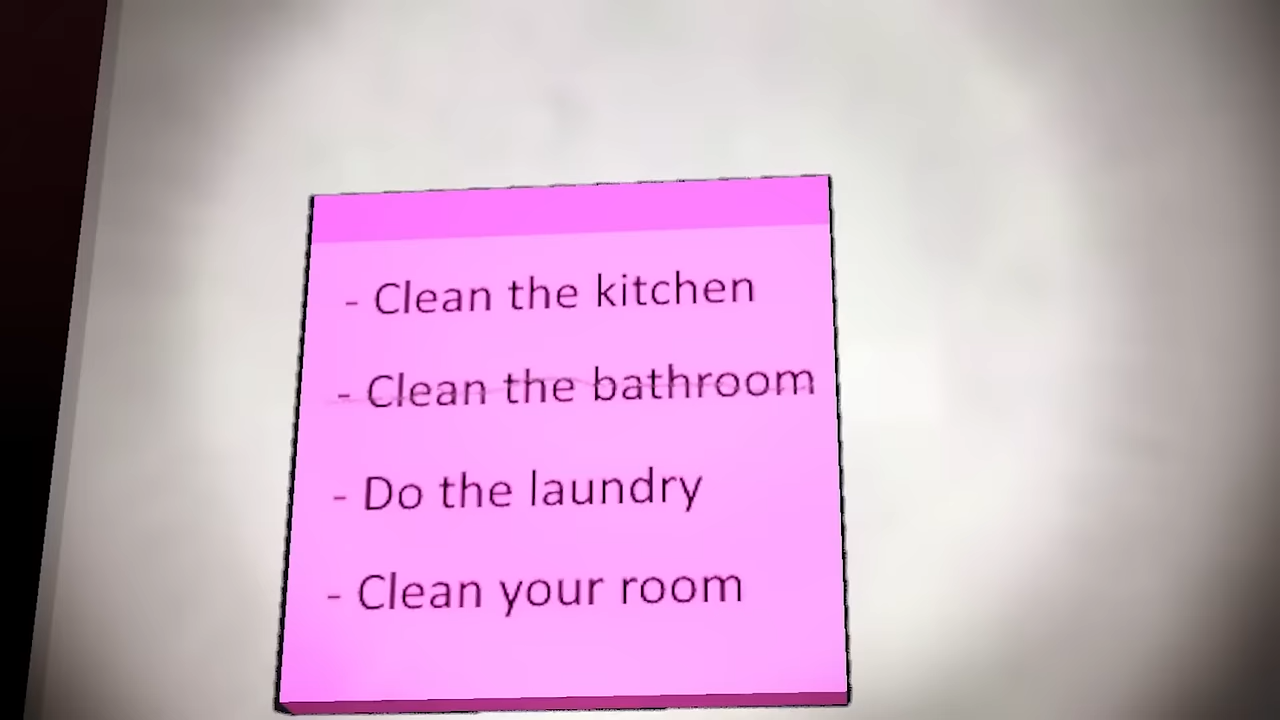 - Clean the kitchen
- Clean the bathroom
- Do the laundry
- Clean your room